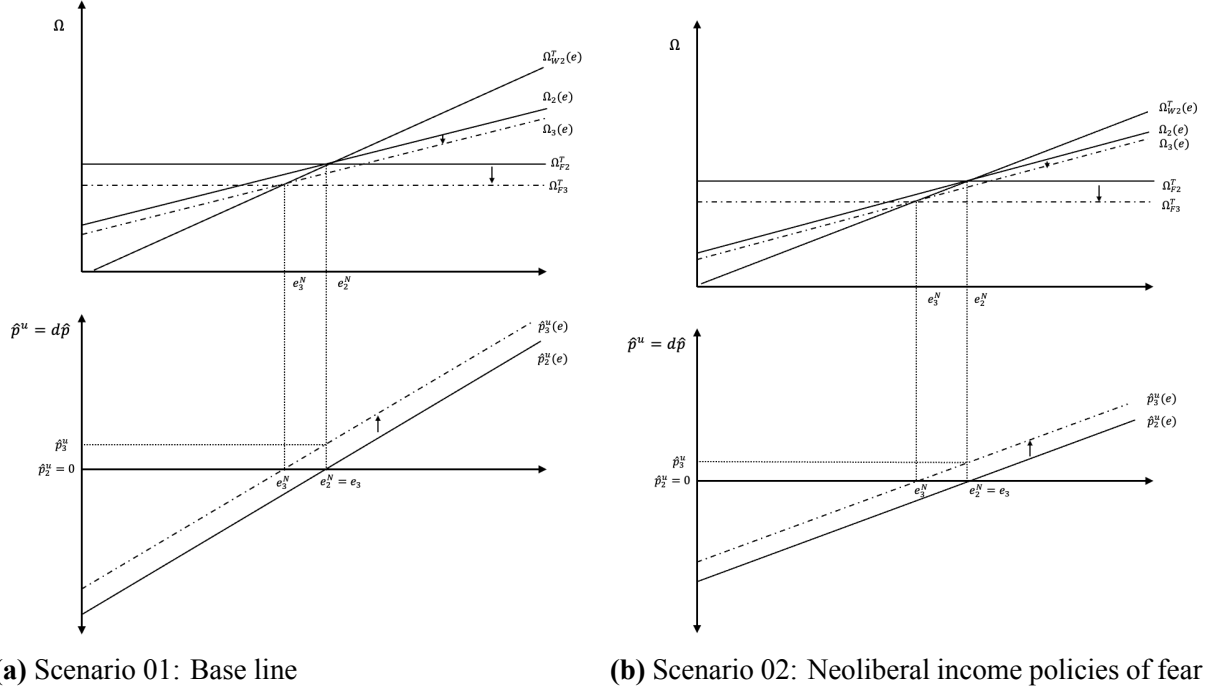 Ω
Ω^T_{W2}(e)
Ω_2(e)
Ω_3(e)
Ω^T_{F2}
Ω^T_{F3}
e^N_3 e^N_2
p̂^u = dp̂
p̂^u_3(e)
p̂^u_2(e)
p̂^u_3
p̂^u_2 = 0
e^N_3 e^N_2 = e_3
(a) Scenario 01: Base line
Ω
Ω^T_{W2}(e)
Ω_2(e)
Ω_3(e)
Ω^T_{F2}
Ω^T_{F3}
e^N_3 e^N_2
p̂^u = dp̂
p̂^u_3(e)
p̂^u_2(e)
p̂^u_3
p̂^u_2 = 0
e^N_3 e^N_2 = e_3
(b) Scenario 02: Neoliberal income policies of fear